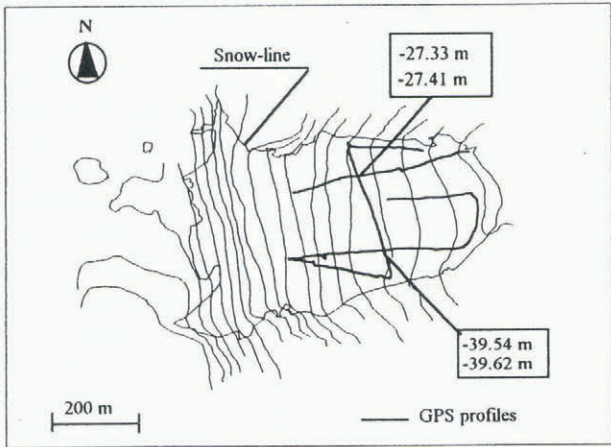 N
Snow-line
-27.33 m
-27.41 m
-39.54 m
-39.62 m
200 m
GPS profiles